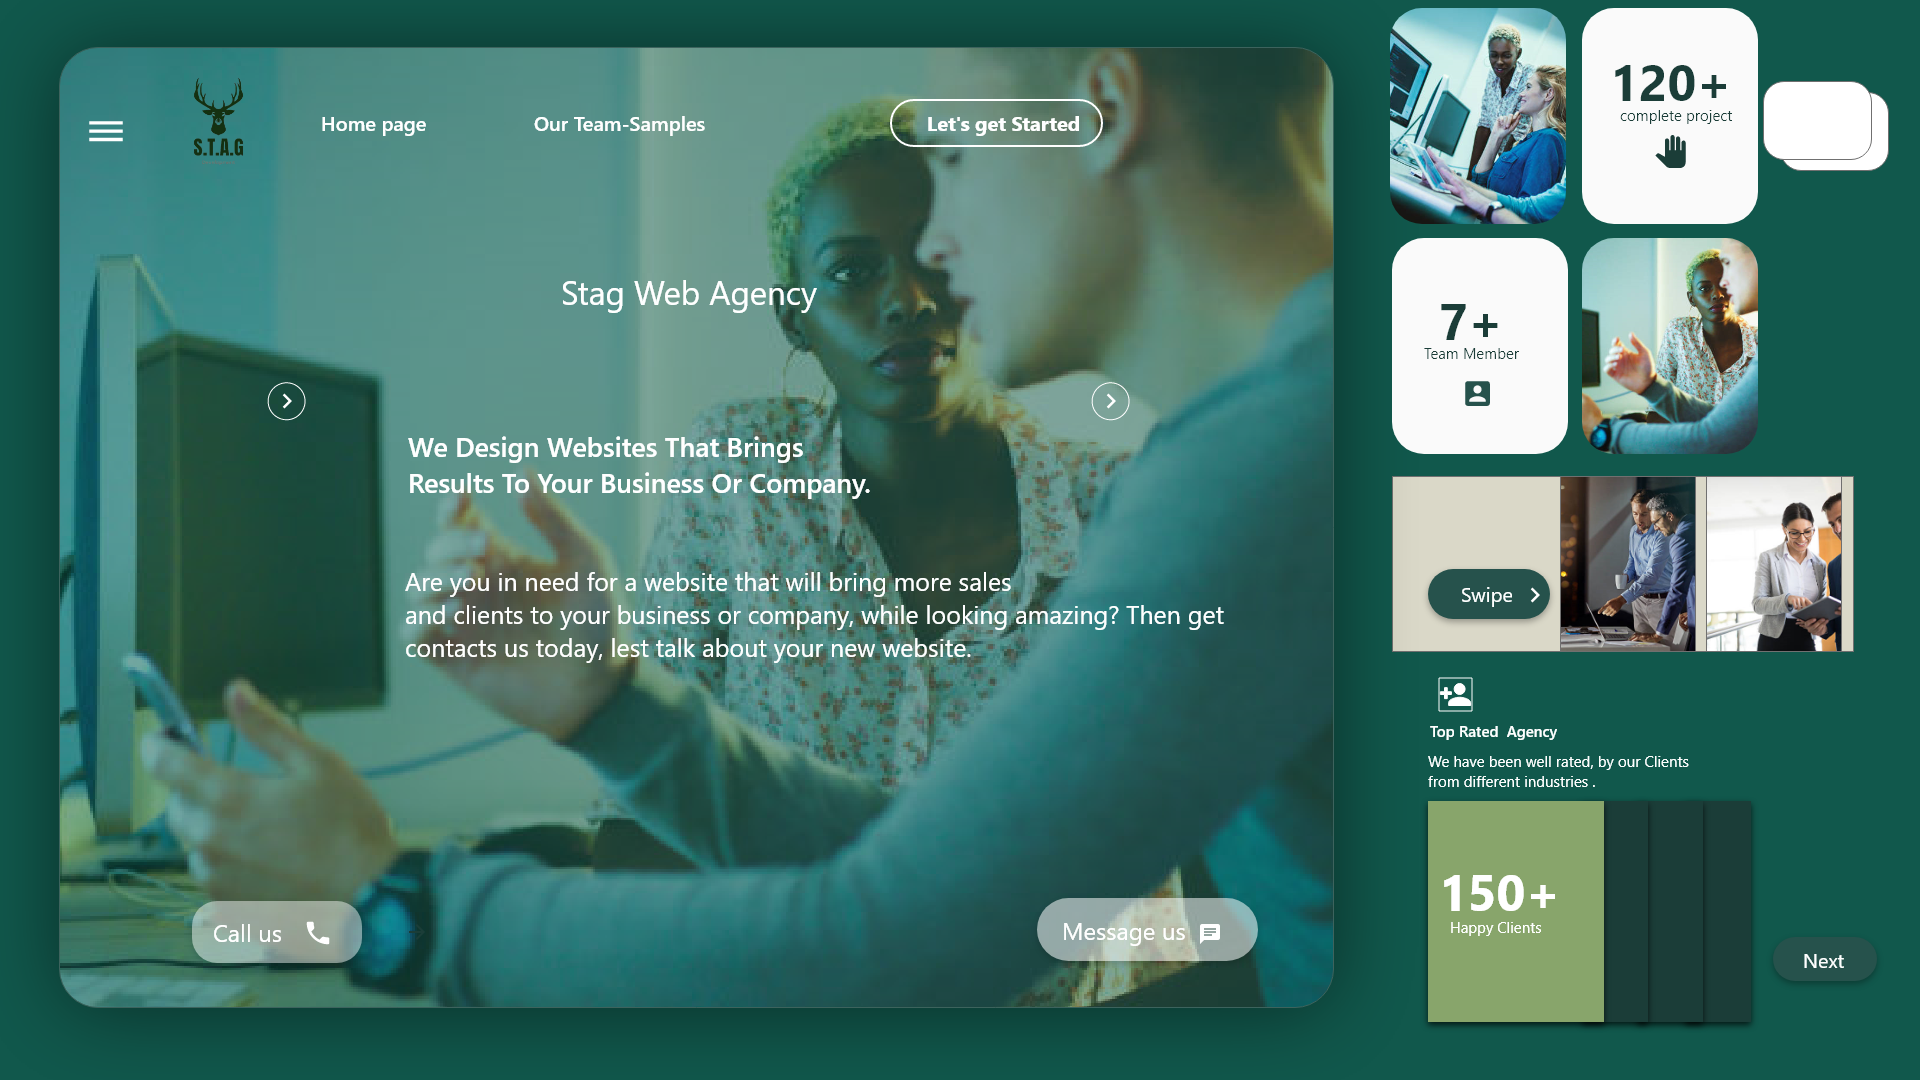 S.T.A.G
Home page
Our Team-Samples
Let's get Started
Stag Web Agency
We Design Websites That Brings
Results To Your Business Or Company.
Are you in need for a website that will bring more sales
and clients to your business or company, while looking amazing? Then get
contacts us today, lest talk about your new website.
Call us
Message us
120+
complete project
7+
Team Member
Swipe
Top Rated  Agency
We have been well rated, by our Clients
from different industries .
150+
Happy Clients
Next